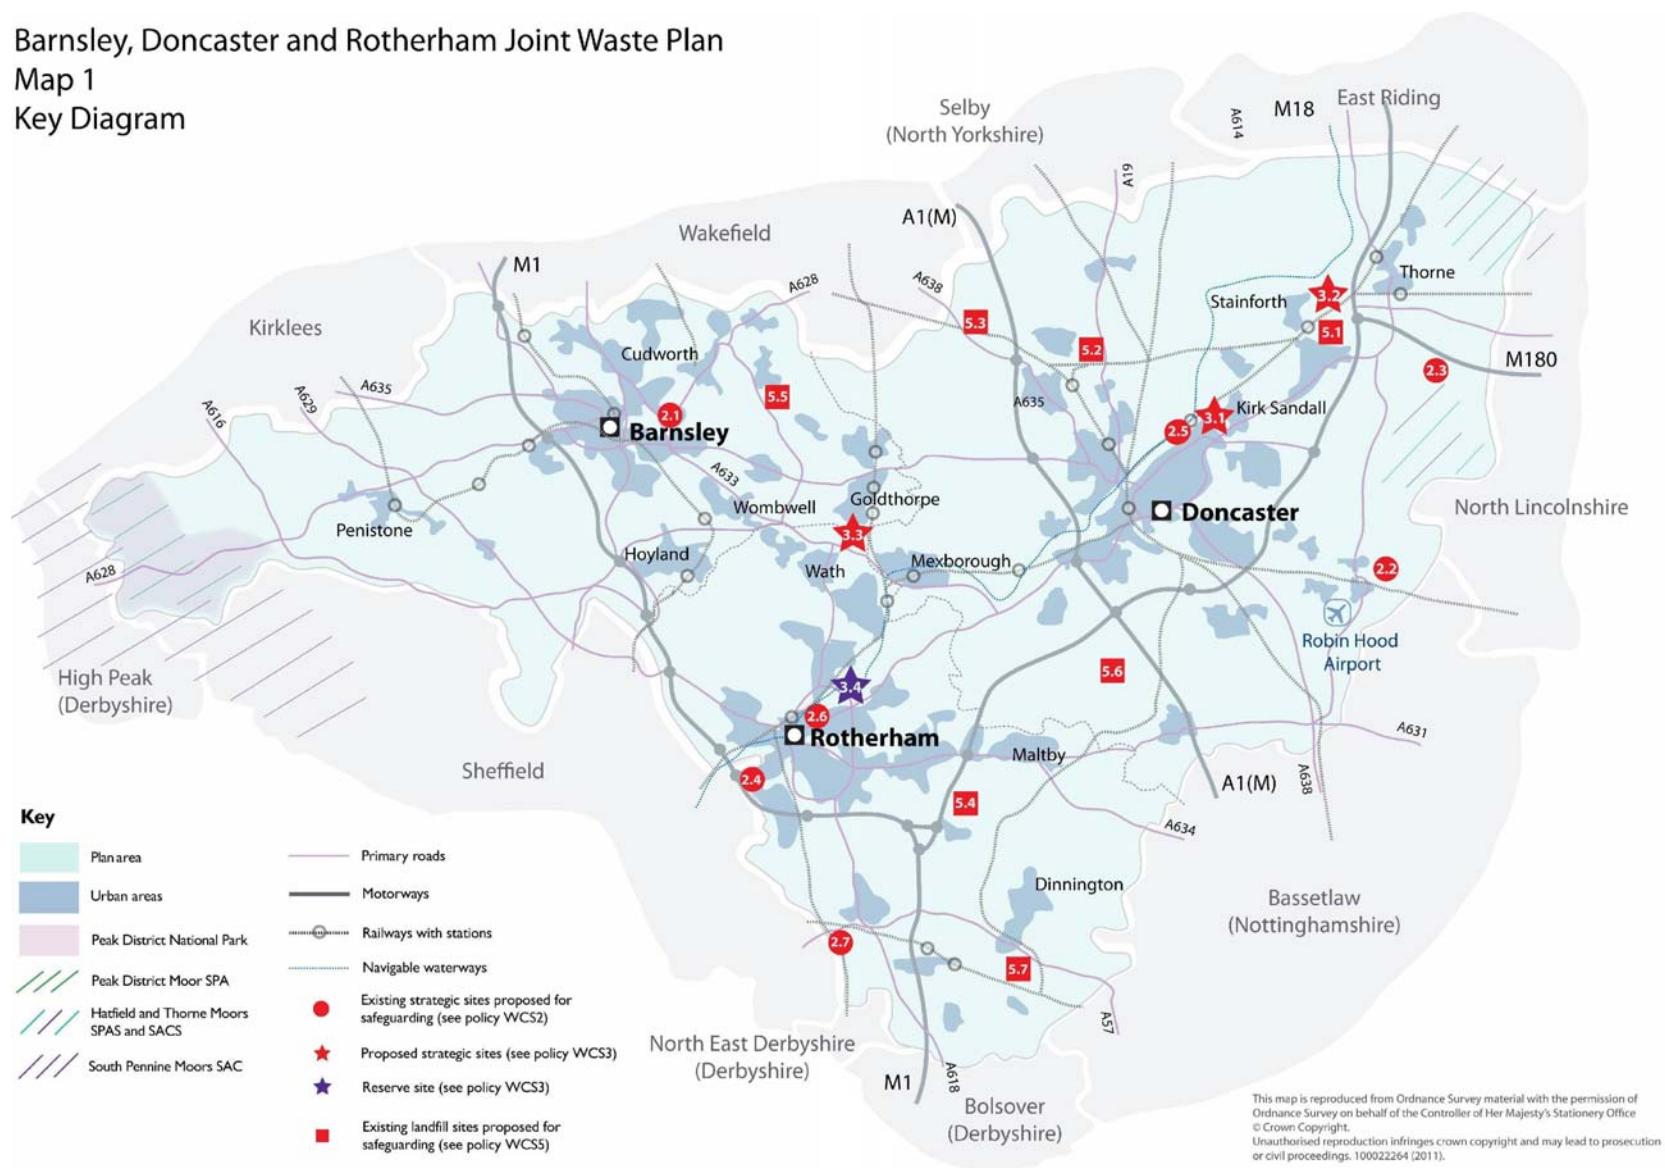 Barnsley, Doncaster and Rotherham Joint Waste Plan
Map 1
Key Diagram
Selby
(North Yorkshire)
A614
M18
East Riding
A19
A1(M)
Wakefield
M1
A628
A638
Thorne
Stainforth
3.2
5.3
5.1
Kirklees
Cudworth
5.2
M180
2.3
A635
A629
A616
5.5
A635
2.1
Barnsley
2.5
3.1
Kirk Sandall
A633
Wombwell
Goldthorpe
Doncaster
North Lincolnshire
Penistone
3.3
Hoyland
Wath
Mexborough
A628
2.2
Robin Hood
Airport
High Peak
(Derbyshire)
5.6
3.4
2.6
Rotherham
A631
Maltby
Sheffield
2.4
A1(M)
A638
5.4
A634
Dinnington
Bassetlaw
(Nottinghamshire)
2.7
5.7
A57
North East Derbyshire
(Derbyshire)
M1
A618
Bolsover
(Derbyshire)
Key
Plan area
Urban areas
Peak District National Park
Peak District Moor SPA
Hatfield and Thorne Moors
SPAS and SACS
South Pennine Moors SAC
Primary roads
Motorways
Railways with stations
Navigable waterways
Existing strategic sites proposed for
safeguarding (see policy WCS2)
Proposed strategic sites (see policy WCS3)
Reserve site (see policy WCS3)
Existing landfill sites proposed for
safeguarding (see policy WCS5)
This map is reproduced from Ordnance Survey material with the permission of
Ordnance Survey on behalf of the Controller of Her Majesty's Stationery Office
© Crown Copyright.
Unauthorised reproduction infringes crown copyright and may lead to prosecution
or civil proceedings. 100022264 (2011).